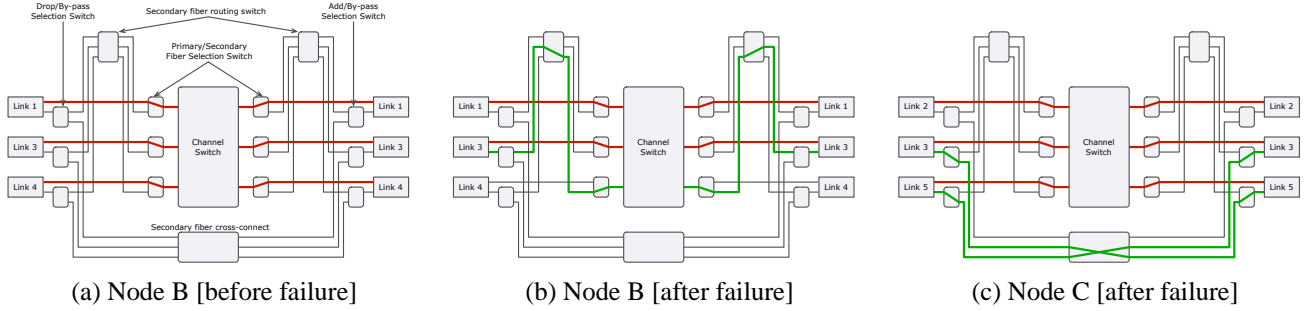 Drop/By-pass
Selection Switch
Secondary fiber routing switch
Add/By-pass
Selection Switch
Primary/Secondary
Fiber Selection Switch
Link 1
Link 3
Link 4
Channel
Switch
Link 1
Link 3
Link 4
Secondary fiber cross-connect
(a) Node B [before failure]
Link 1
Link 3
Link 4
Channel
Switch
Link 1
Link 3
Link 4
(b) Node B [after failure]
Link 2
Link 3
Link 5
Channel
Switch
Link 2
Link 3
Link 5
(c) Node C [after failure]